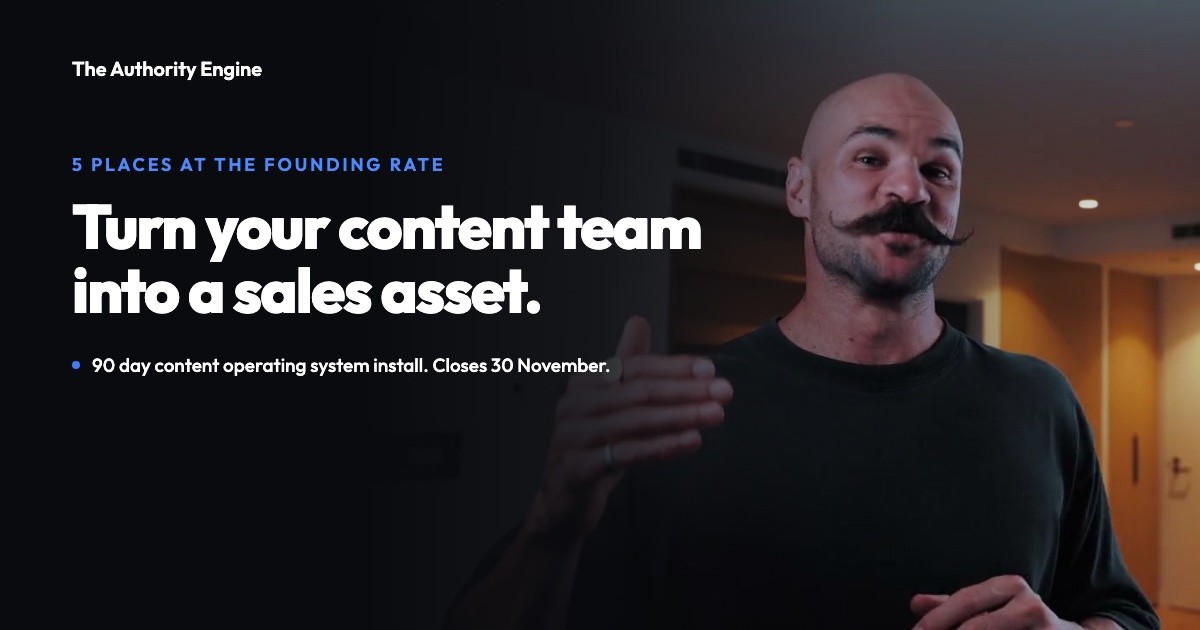 The Authority Engine
5 PLACES AT THE FOUNDING RATE
Turn your content team
into a sales asset.
90 day content operating system install. Closes 30 November.